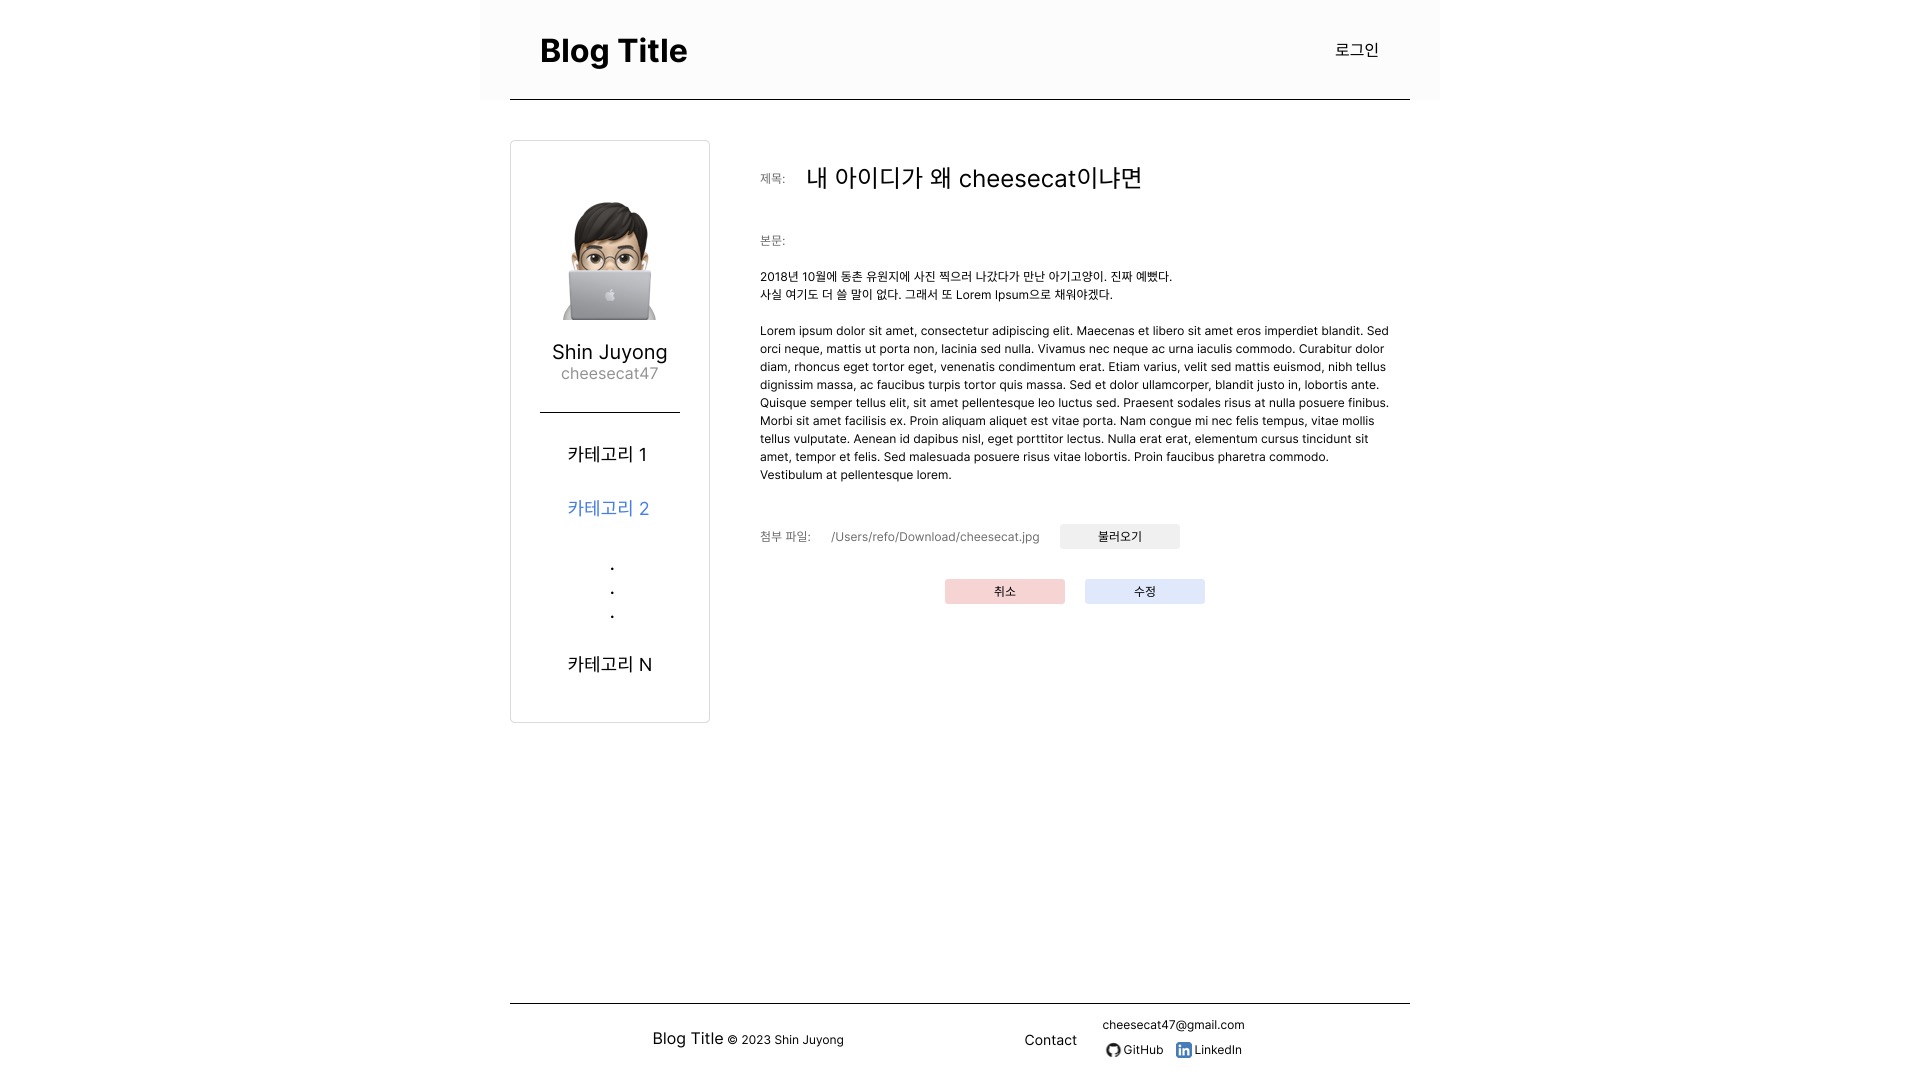 Blog Title
로그인
Shin Juyong
cheesecat47
카테고리 1
카테고리 2
.
.
.
카테고리 N
제목: 내 아이디가 왜 cheesecat이냐면
본문:
2018년 10월에 동촌 유원지에 사진 찍으러 나갔다가 만난 아기고양이. 진짜 예뻤다.
사실 여기도 더 쓸 말이 없다. 그래서 또 Lorem Ipsum으로 채워야겠다.
Lorem ipsum dolor sit amet, consectetur adipiscing elit. Maecenas et libero sit amet eros imperdiet blandit. Sed
orci neque, mattis ut porta non, lacinia sed nulla. Vivamus nec neque ac urna iaculis commodo. Curabitur dolor
diam, rhoncus eget tortor eget, venenatis condimentum erat. Etiam varius, velit sed mattis euismod, nibh tellus
dignissim massa, ac faucibus turpis tortor quis massa. Sed et dolor ullamcorper, blandit justo in, lobortis ante.
Quisque semper tellus elit, sit amet pellentesque leo luctus sed. Praesent sodales risus at nulla posuere finibus.
Morbi sit amet facilisis ex. Proin aliquam aliquet est vitae porta. Nam congue mi nec felis tempus, vitae mollis
tellus vulputate. Aenean id dapibus nisl, eget porttitor lectus. Nulla erat erat, elementum cursus tincidunt sit
amet, tempor et felis. Sed malesuada posuere risus vitae lobortis. Proin faucibus pharetra commodo.
Vestibulum at pellentesque lorem.
첨부 파일: /Users/refo/Download/cheesecat.jpg 불러오기
취소 수정
Blog Title © 2023 Shin Juyong
Contact
cheesecat47@gmail.com
GitHub LinkedIn